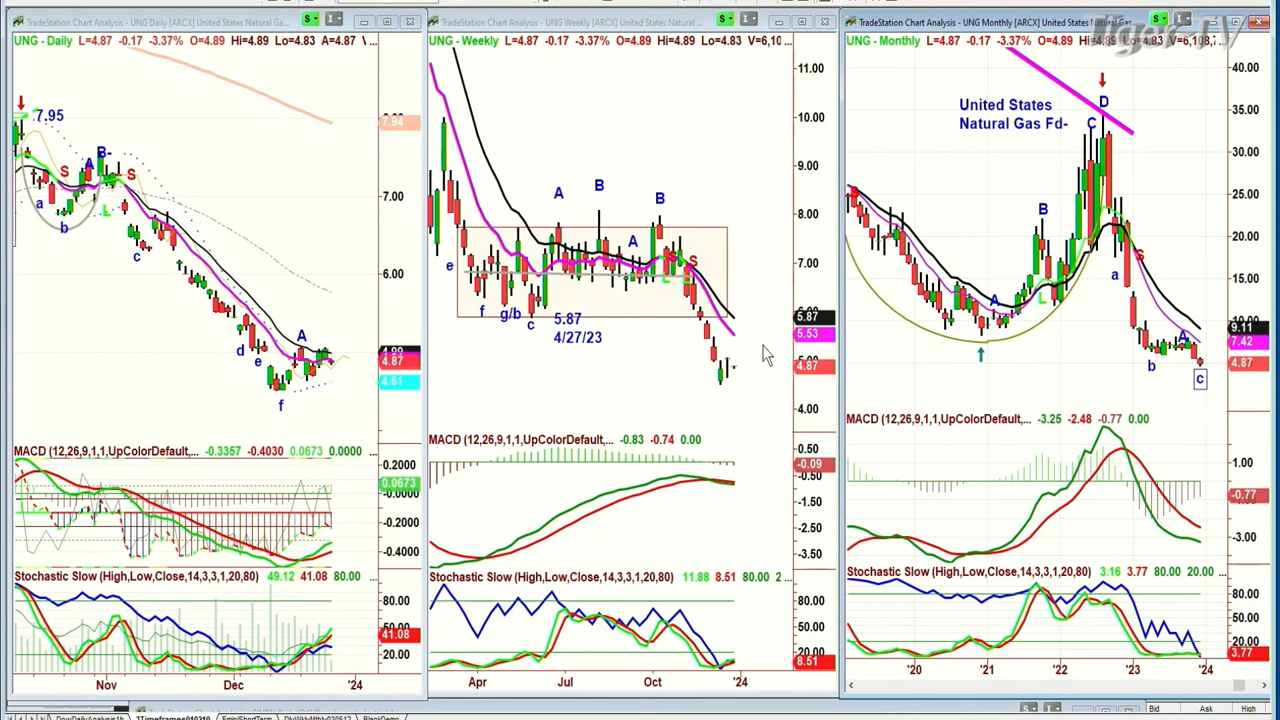 TradeStation Chart Analysis - UNG Daily [ARCX] United States Natural Ga...
S
I
UNG - Daily L=4.87 -0.17 -3.37% O=4.89 Hi=4.89 Lo=4.83 A=4.87 V...
7.95
B-
A
S
S
a
L
b
c
d
e
A
f
7.94
7.00
6.00
4.87
4.61
MACD (12,26,9,1,1,UpColorDefault,... -0.3357 -0.4030 0.0673 0.0000
0.2000
0.0673
-0.0000
-0.2000
-0.4000
Stochastic Slow (High,Low,Close,14,3,3,1,20,80) 49.12 41.08 80.00 ...
80.00
41.08
20.00
Nov
Dec
'24
TradeStation Chart Analysis - UNG Weekly [ARCX] United States Natural ...
S
I
UNG - Weekly L=4.87 -0.17 -3.37% O=4.89 Hi=4.89 Lo=4.83 V=6,10...
11.00
10.00
9.00
8.00
7.00
5.87
5.53
4.87
4.00
A
B
B
A
S
S
e
L
f
g/b
c
5.87
4/27/23
MACD (12,26,9,1,1,UpColorDefault,... -0.83 -0.74 0.00
0.50
-0.09
-0.50
-1.50
-2.50
-3.50
Stochastic Slow (High,Low,Close,14,3,3,1,20,80) 11.88 8.51 80.00 2...
80.00
50.00
20.00
8.51
Apr
Jul
Oct
'24
TradeStation Chart Analysis - UNG Monthly [ARCX] United States Natural Gas
S
I
Tiger-TV
UNG - Monthly L=4.87 -0.17 -3.37% O=4.89 Hi=4.89 Lo=4.83
United States
Natural Gas Fd-
D
C
B
A
L
S
a
A
b
c
40.00
35.00
30.00
25.00
20.00
15.00
9.11
7.42
4.87
MACD (12,26,9,1,1,UpColorDefault,... -3.25 -2.48 -0.77 0.00
1.00
-0.77
-3.00
Stochastic Slow (High,Low,Close,14,3,3,1,20,80) 3.16 3.77 80.00 20.00
80.00
50.00
20.00
3.77
'20
'21
'22
'23
'24
Bid Ask High